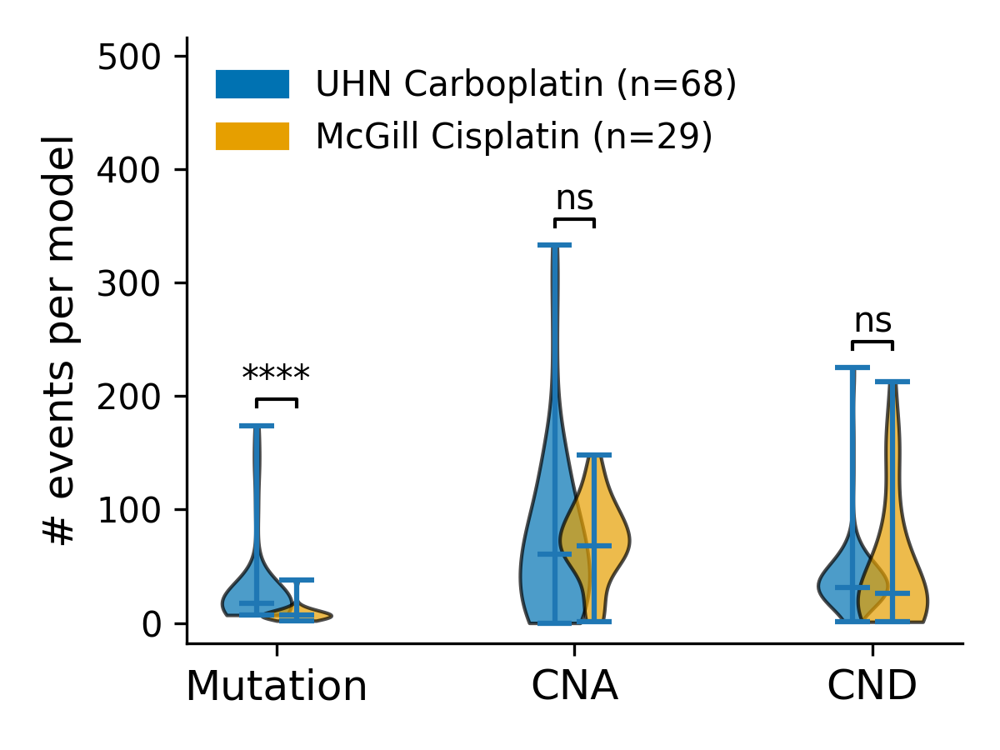 # events per model
500
400
300
200
100
0
UHN Carboplatin (n=68)
McGill Cisplatin (n=29)
****
ns
ns
Mutation
CNA
CND